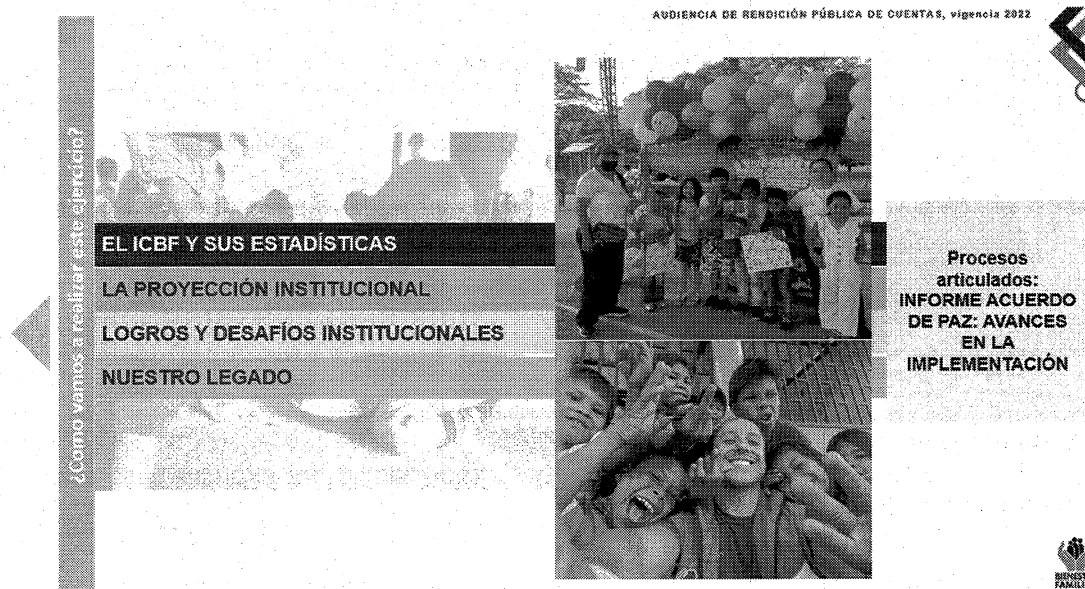 AUDIENCIA DE RENDICIÓN PÚBLICA DE CUENTAS, vigencia 2022
¿Como vamos a realizar este ejercicio?
EL ICBF Y SUS ESTADÍSTICAS
LA PROYECCIÓN INSTITUCIONAL
LOGROS Y DESAFÍOS INSTITUCIONALES
NUESTRO LEGADO
Procesos
articulados:
INFORME ACUERDO
DE PAZ: AVANCES
EN LA
IMPLEMENTACIÓN